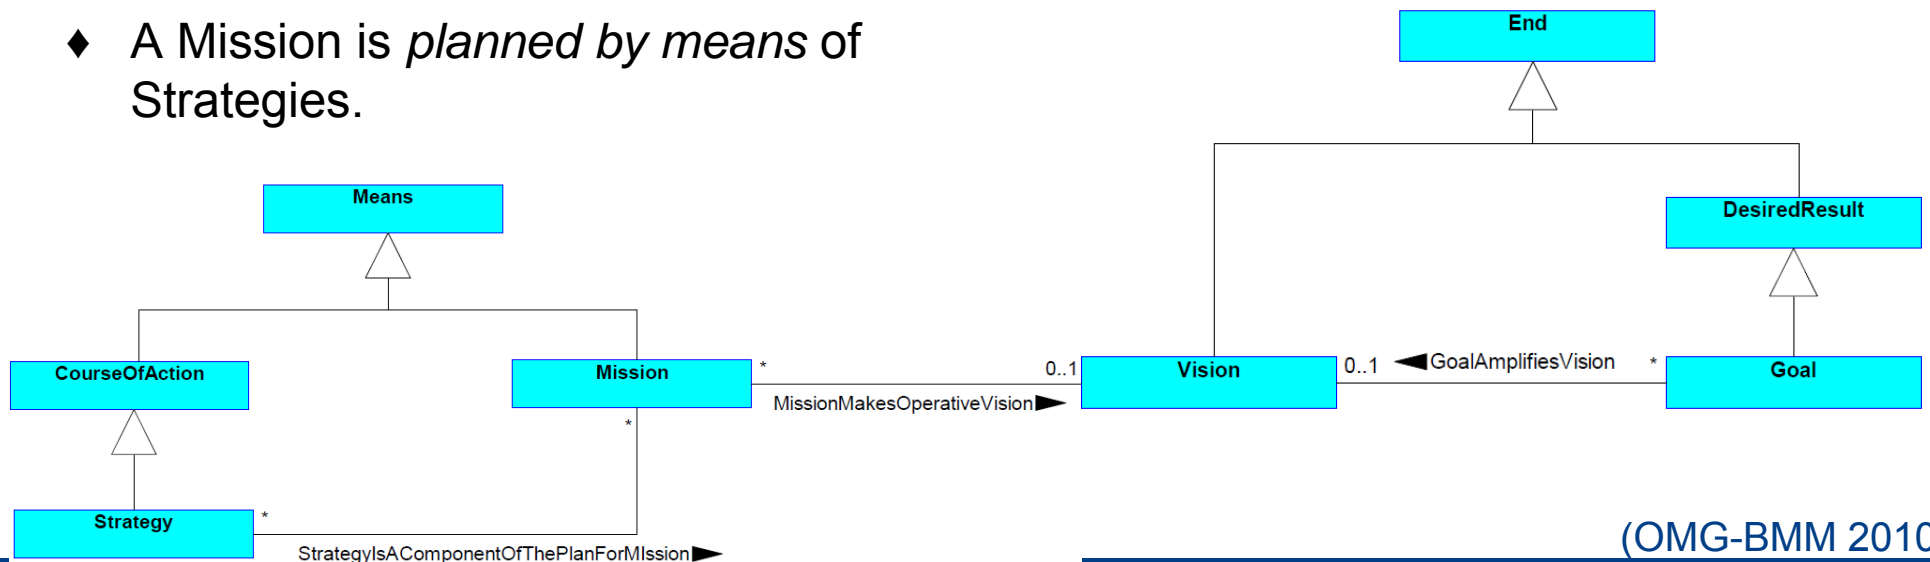 ♦ A Mission is planned by means of
Strategies.
End
Means
DesiredResult
CourseOfAction
Mission
*
0..1
Vision
0..1 ◄GoalAmplifiesVision *
Goal
MissionMakesOperativeVision►
*
Strategy
*
StrategyIsAComponentOfThePlanForMIssion►
(OMG-BMM 2010